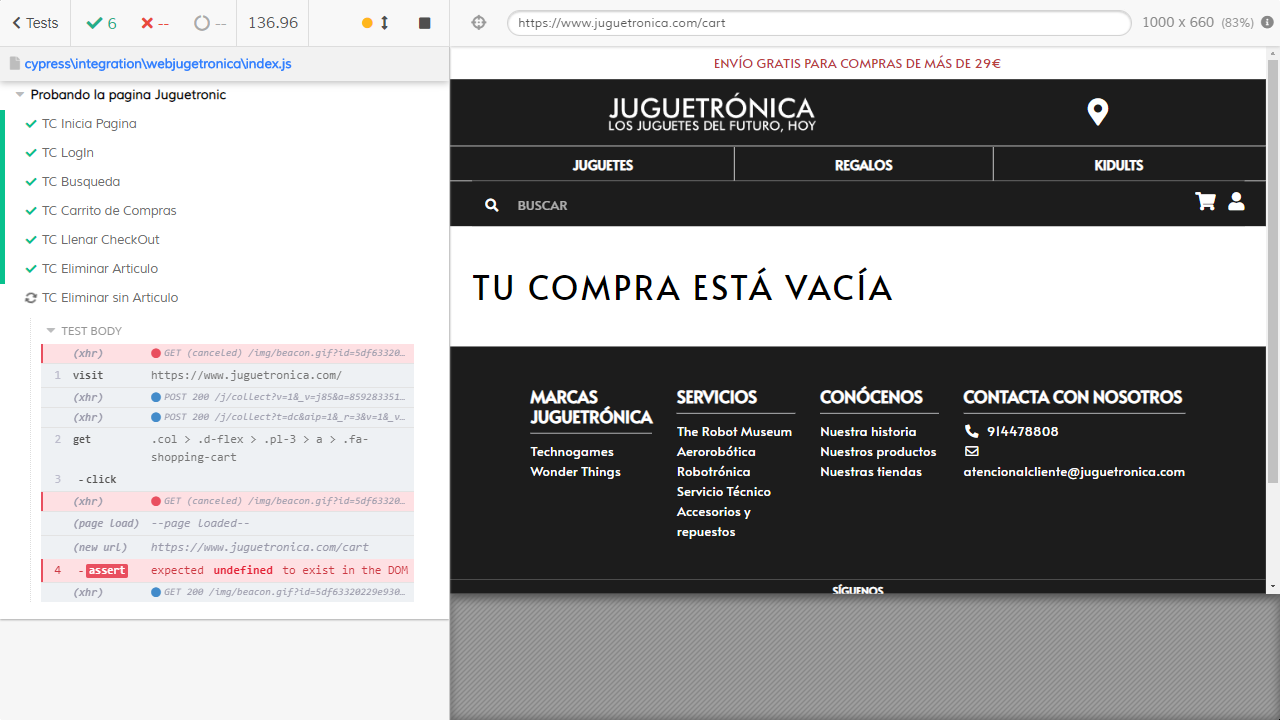 Tests
6
--
--
136.96
https://www.juguetronica.com/cart
1000 x 660 (83%)
cypress\integration\webjugetronica\index.js
Probando la pagina Juguetronic
TC Inicia Pagina
TC LogIn
TC Busqueda
TC Carrito de Compras
TC Llenar CheckOut
TC Eliminar Articulo
TC Eliminar sin Articulo
TEST BODY
(xhr) GET (canceled) /img/beacon.gif?id=5df63320…
1 visit https://www.juguetronica.com/
(xhr) POST 200 /j/collect?v=1&_v=j85&a=859283351…
(xhr) POST 200 /j/collect?t=dc&aip=1&_r=3&v=1&_v…
2 get .col > .d-flex > .pl-3 > a > .fa-
shopping-cart
3 -click
(xhr) GET (canceled) /img/beacon.gif?id=5df63320…
(page load) --page loaded--
(new url) https://www.juguetronica.com/cart
4 -assert expected undefined to exist in the DOM
(xhr) GET 200 /img/beacon.gif?id=5df63320229e930…
ENVÍO GRATIS PARA COMPRAS DE MÁS DE 29€
JUGUETRÓNICA
LOS JUGUETES DEL FUTURO, HOY
JUGUETES
REGALOS
KIDULTS
BUSCAR
TU COMPRA ESTÁ VACÍA
MARCAS
JUGUETRÓNICA
Technogames
Wonder Things
SERVICIOS
The Robot Museum
Aerorobótica
Robotrónica
Servicio Técnico
Accesorios y
repuestos
CONÓCENOS
Nuestra historia
Nuestros productos
Nuestras tiendas
CONTACTA CON NOSOTROS
914478808
atencionalcliente@juguetronica.com
SÍGUENOS